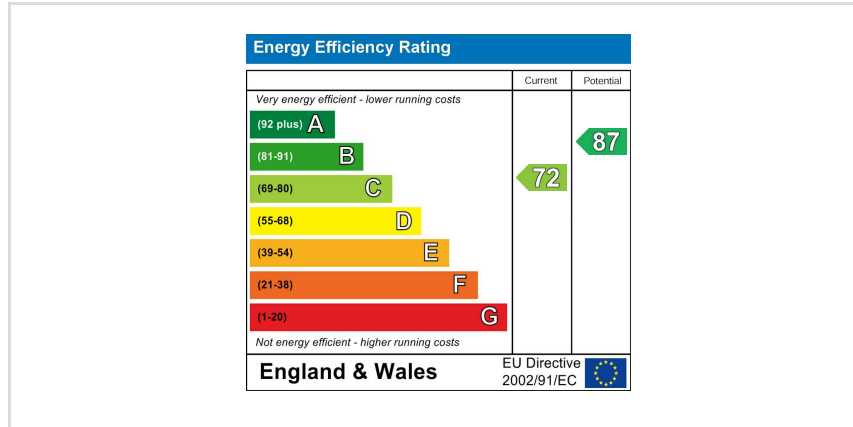 Energy Efficiency Rating
Current Potential
Very energy efficient - lower running costs
(92 plus) A
(81-91) B
(69-80) C
(55-68) D
(39-54) E
(21-38) F
(1-20) G
72
87
Not energy efficient - higher running costs
England & Wales
EU Directive
2002/91/EC